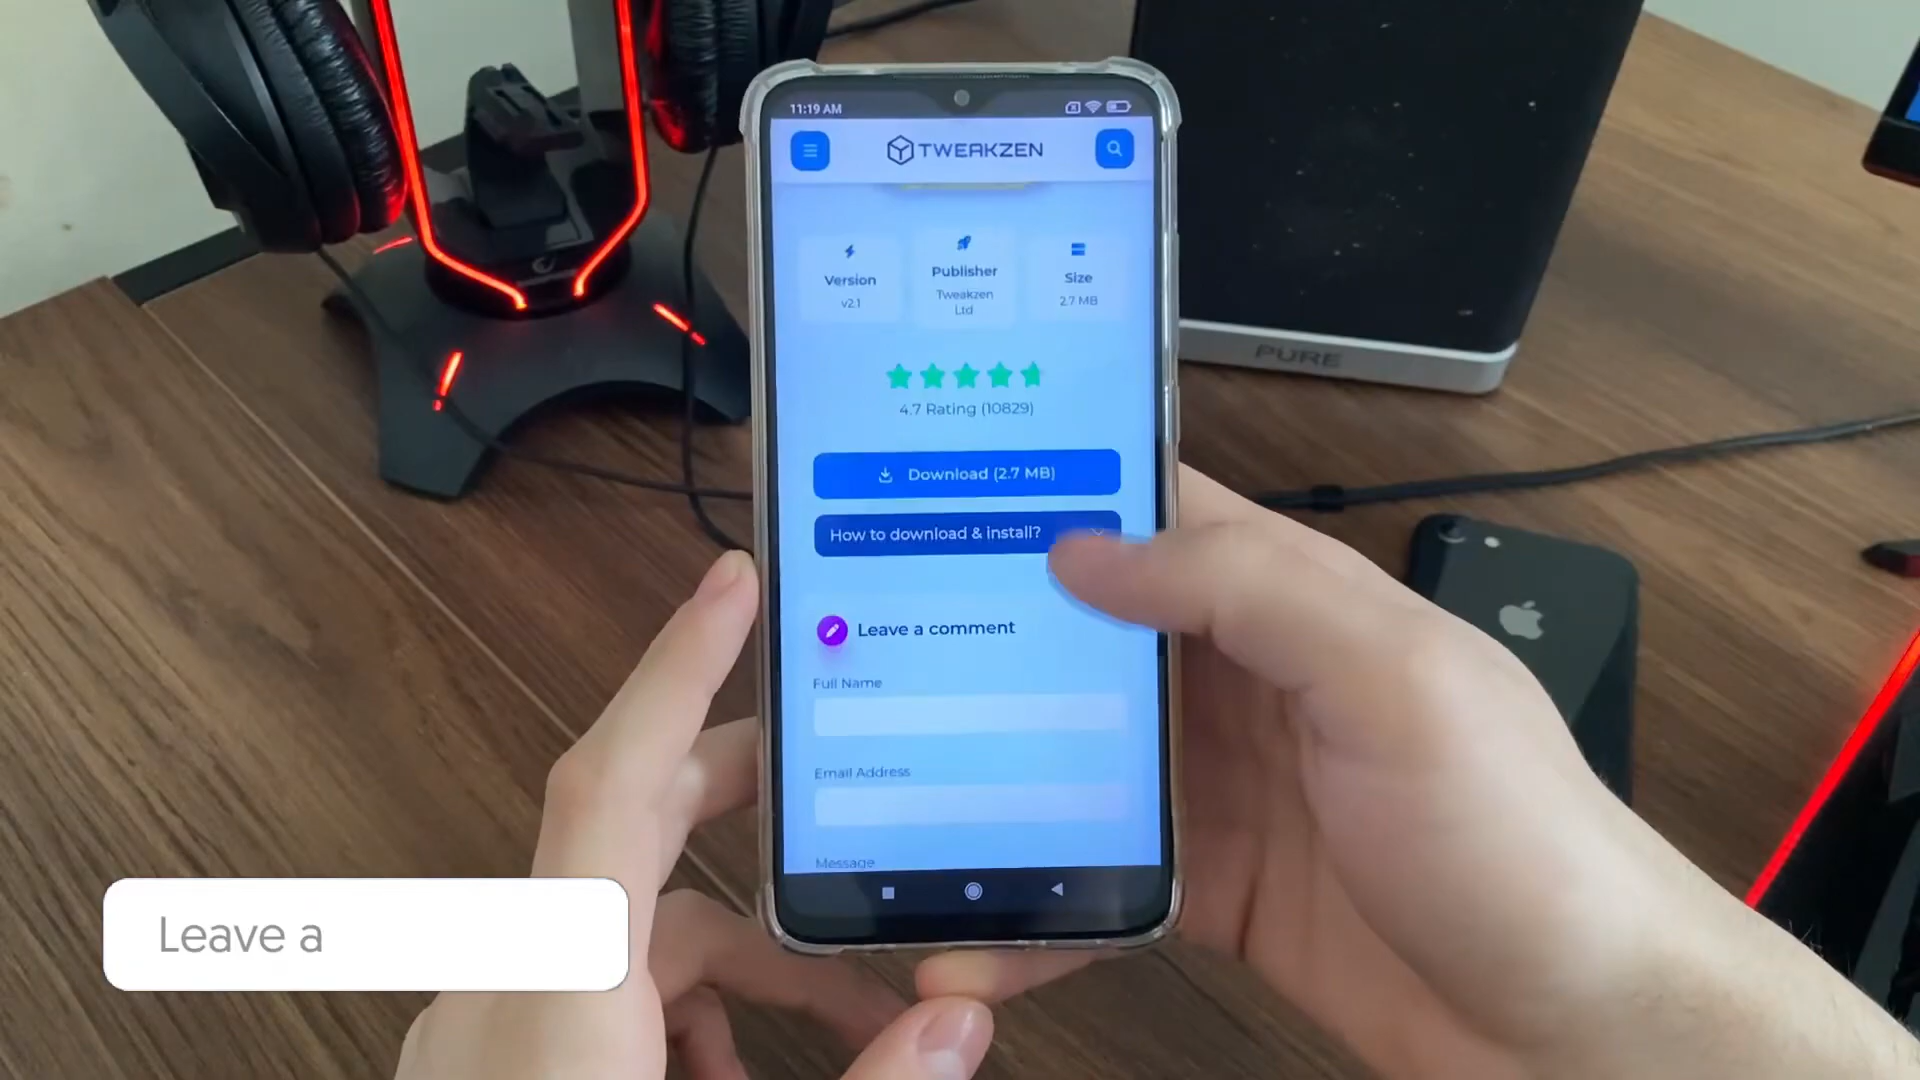 11:19 AM
TWEAKZEN
Version
v2.1
Publisher
Tweakzen
Ltd
Size
2.7 MB
4.7 Rating (10829)
Download (2.7 MB)
How to download & install?
Leave a comment
Full Name
Email Address
Message
PURE
Leave a